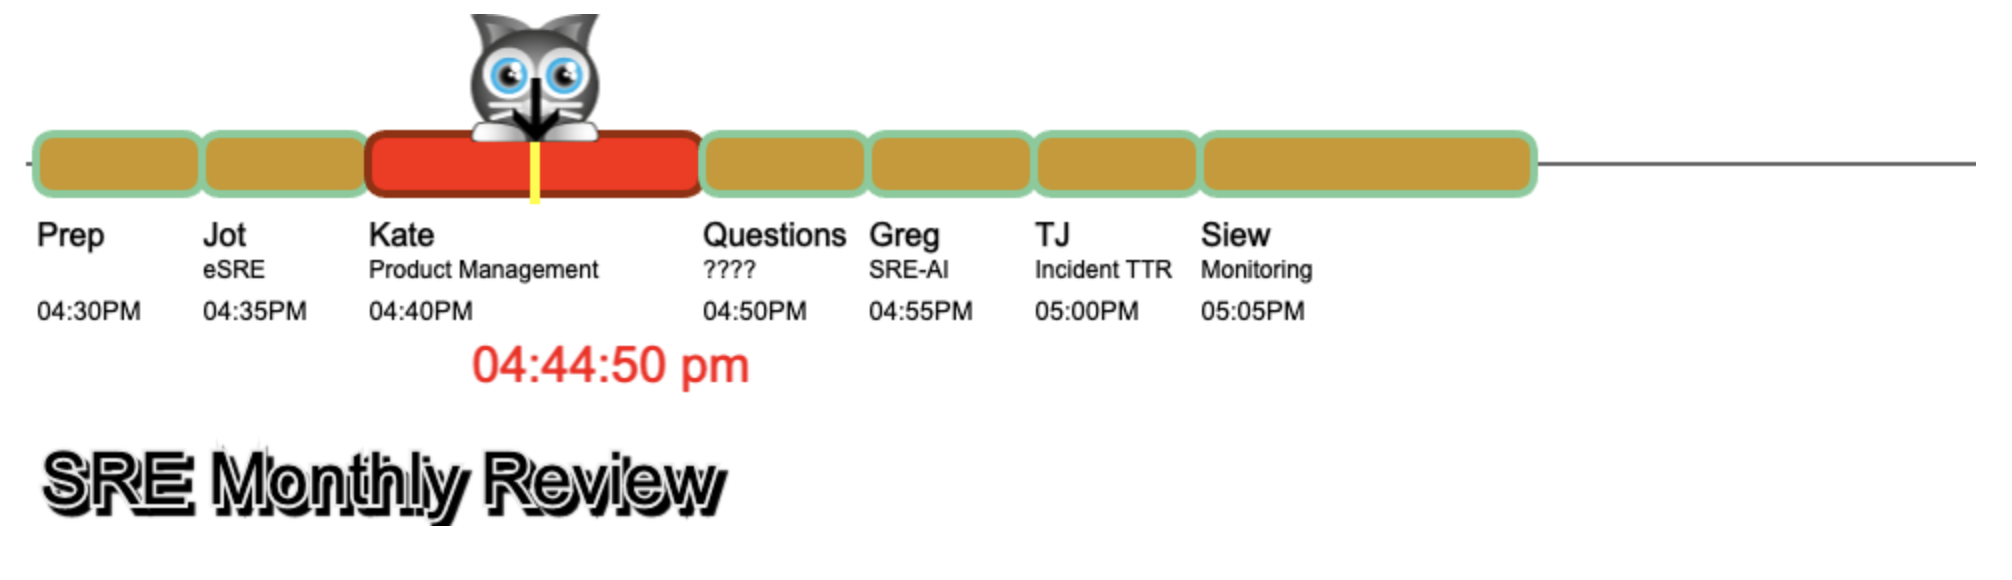 Prep Jot Kate Questions Greg TJ Siew
eSRE Product Management ???? SRE-AI Incident TTR Monitoring
04:30PM 04:35PM 04:40PM 04:50PM 04:55PM 05:00PM 05:05PM
04:44:50 pm
SRE Monthly Review